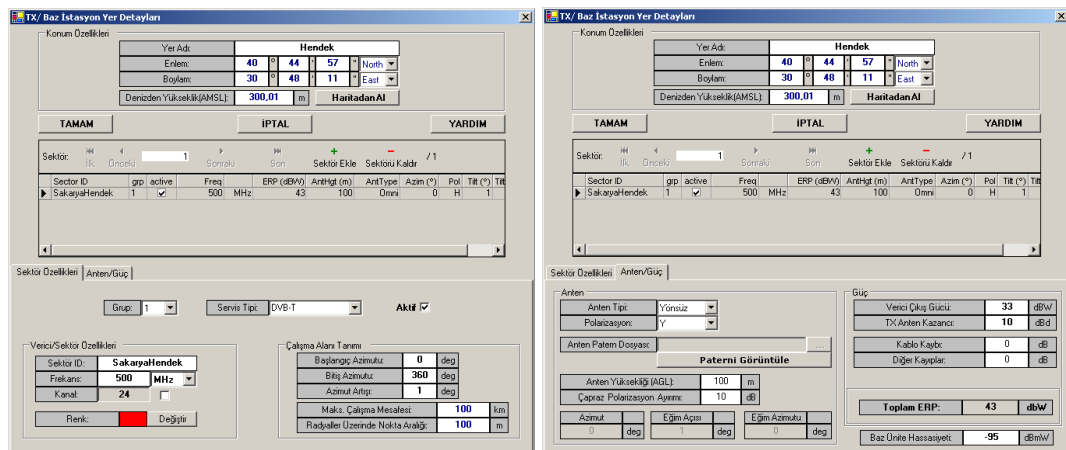 TX/ Baz İstasyon Yer Detayları
Konum Özellikleri
Yer Adı: Hendek
Enlem: 40 ° 44 ' 57 " North
Boylam: 30 ° 48 ' 11 " East
Denizden Yükseklik(AMSL): 300,01 m Haritadan Al
TAMAM İPTAL YARDIM
Sektör: İlk Önceki 1 Sonraki Son Sektör Ekle Sektörü Kaldır / 1
Sector ID grp active Freq ERP (dBW) AntHgt (m) AntType Azim (°) Pol Tilt (°) Tilt
SakaryaHendek 1 500 MHz 43 100 Omni 0 H 1
Sektör Özellikleri Anten/Güç
Grup: 1 Servis Tipi: DVB-T Aktif
Verici/Sektör Özellikleri
Sektör ID: SakaryaHendek
Frekans: 500 MHz
Kanal: 24
Renk: Değiştir
Çalışma Alanı Tanımı
Başlangıç Azimutu: 0 deg
Bitiş Azimutu: 360 deg
Azimut Artışı: 1 deg
Maks. Çalışma Mesafesi: 100 km
Radyaller Üzerinde Nokta Aralığı: 100 m
TX/ Baz İstasyon Yer Detayları
Konum Özellikleri
Yer Adı: Hendek
Enlem: 40 ° 44 ' 57 " North
Boylam: 30 ° 48 ' 11 " East
Denizden Yükseklik(AMSL): 300,01 m Haritadan Al
TAMAM İPTAL YARDIM
Sektör: İlk Önceki 1 Sonraki Son Sektör Ekle Sektörü Kaldır / 1
Sector ID grp active Freq ERP (dBW) AntHgt (m) AntType Azim (°) Pol Tilt (°) Tilt
SakaryaHendek 1 500 MHz 43 100 Omni 0 H 1
Sektör Özellikleri Anten/Güç
Anten
Anten Tipi: Yönsüz
Polarizasyon: Y
Anten Patern Dosyası: ...
Paterni Görüntüle
Anten Yüksekliği (AGL): 100 m
Çapraz Polarizasyon Ayırımı: 10 dB
Azimut Eğim Açısı Eğim Azimutu
0 deg 1 deg 0 deg
Güç
Verici Çıkış Gücü: 33 dBW
TX Anten Kazancı: 10 dBd
Kablo Kaybı: 0 dB
Diğer Kayıplar: 0 dB
Toplam ERP: 43 dbW
Baz Ünite Hassasiyeti: -95 dBmW